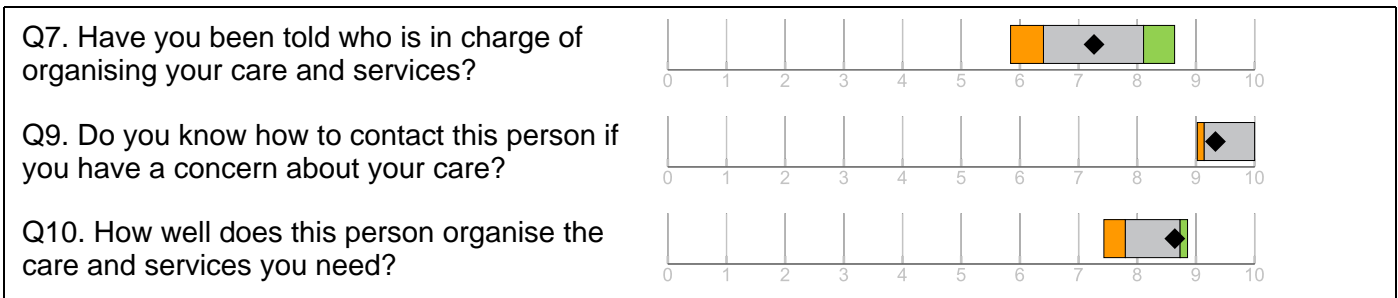 Q7. Have you been told who is in charge of
organising your care and services?
0 1 2 3 4 5 6 7 8 9 10
Q9. Do you know how to contact this person if
you have a concern about your care?
0 1 2 3 4 5 6 7 8 9 10
Q10. How well does this person organise the
care and services you need?
0 1 2 3 4 5 6 7 8 9 10